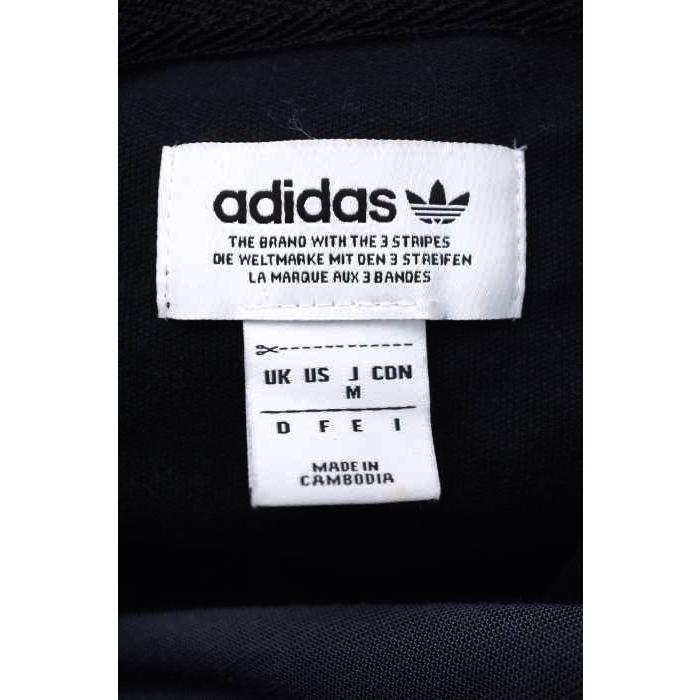 adidas
THE BRAND WITH THE 3 STRIPES
DIE WELTMARKE MIT DEN 3 STREIFEN
LA MARQUE AUX 3 BANDES
UK US J CDN
M
D F E I
MADE IN
CAMBODIA